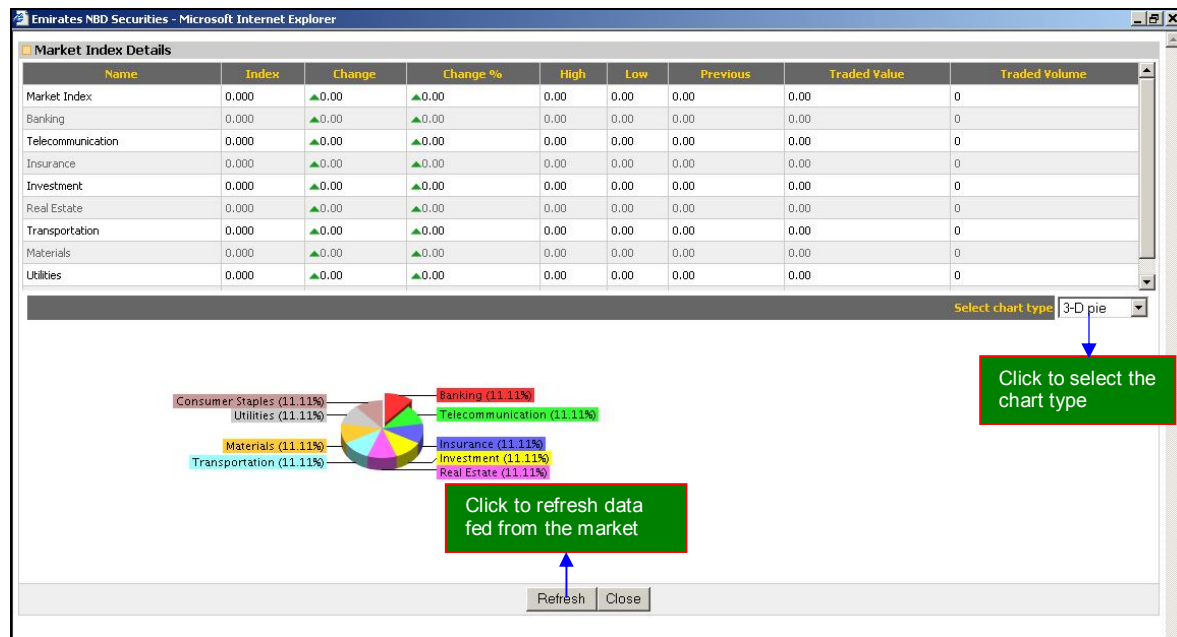 Emirates NBD Securities - Microsoft Internet Explorer
Market Index Details
Name Index Change Change % High Low Previous Traded Value Traded Volume
Market Index 0.000 ▲0.00 ▲0.00 0.00 0.00 0.00 0.00 0
Banking 0.000 ▲0.00 ▲0.00 0.00 0.00 0.00 0.00 0
Telecommunication 0.000 ▲0.00 ▲0.00 0.00 0.00 0.00 0.00 0
Insurance 0.000 ▲0.00 ▲0.00 0.00 0.00 0.00 0.00 0
Investment 0.000 ▲0.00 ▲0.00 0.00 0.00 0.00 0.00 0
Real Estate 0.000 ▲0.00 ▲0.00 0.00 0.00 0.00 0.00 0
Transportation 0.000 ▲0.00 ▲0.00 0.00 0.00 0.00 0.00 0
Materials 0.000 ▲0.00 ▲0.00 0.00 0.00 0.00 0.00 0
Utilities 0.000 ▲0.00 ▲0.00 0.00 0.00 0.00 0.00 0
Select chart type 3-D pie
Click to select the
chart type
Consumer Staples (11.11%) Banking (11.11%)
Utilities (11.11%) Telecommunication (11.11%)
Materials (11.11%) Insurance (11.11%)
Transportation (11.11%) Investment (11.11%)
Real Estate (11.11%)
Click to refresh data
fed from the market
Refresh Close